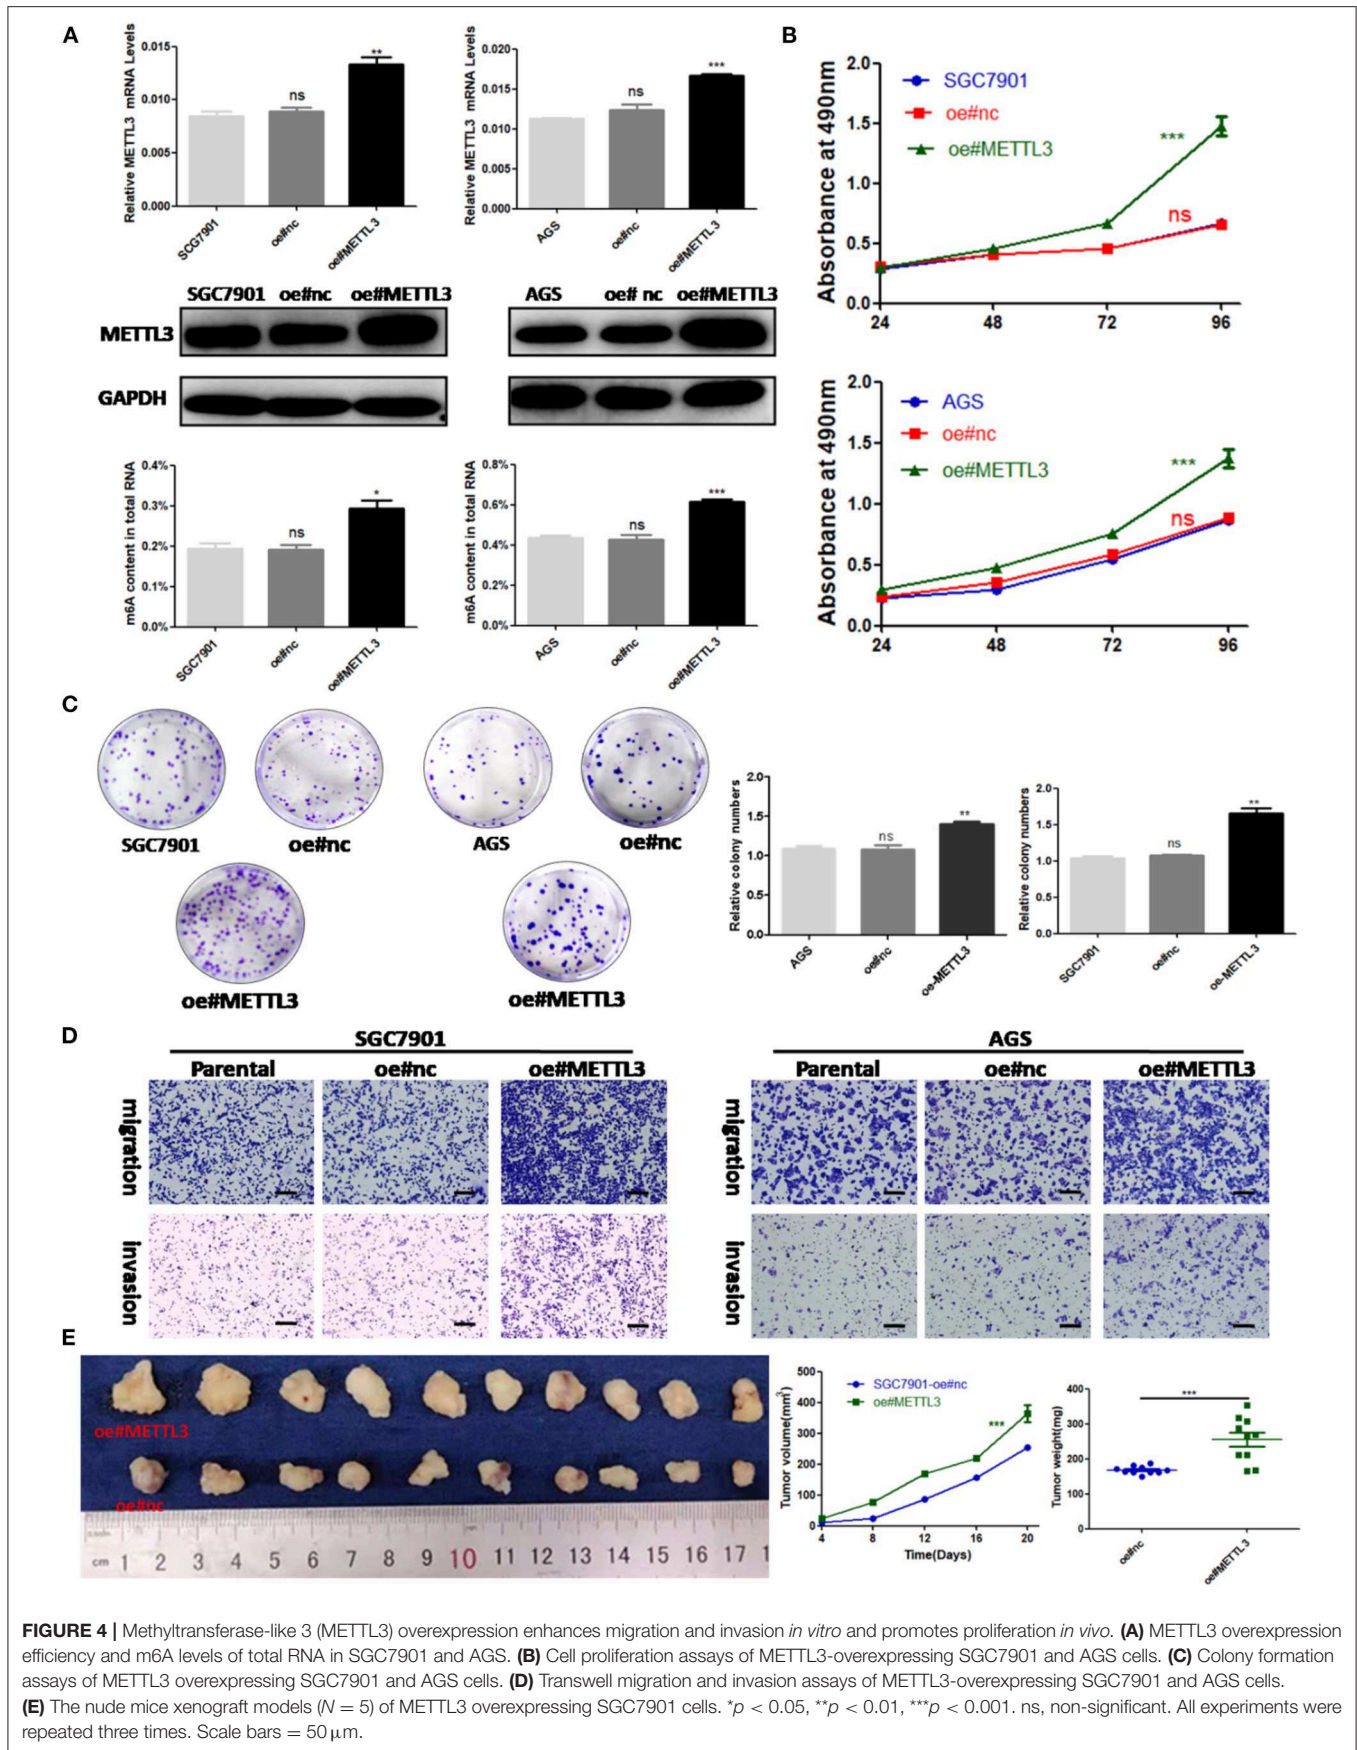 A
Relative METTL3 mRNA Levels
0.015
0.010
0.005
0.000
ns
**
SCG7901
oe#nc
oe#METTL3
Relative METTL3 mRNA Levels
0.020
0.015
0.010
0.005
0.000
ns
***
AGS
oe#nc
oe#METTL3
SGC7901 oe#nc oe#METTL3
AGS oe# nc oe#METTL3
METTL3
GAPDH
m6A content in total RNA
0.4%
0.3%
0.2%
0.1%
0.0%
ns
*
SGC7901
oe#nc
oe#METTL3
m6A content in total RNA
0.8%
0.6%
0.4%
0.2%
0.0%
ns
***
AGS
oe#nc
oe#METTL3
B
Absorbance at 490nm
2.0
1.5
1.0
0.5
0.0
SGC7901
oe#nc
oe#METTL3
***
ns
24 48 72 96
Absorbance at 490nm
2.0
1.5
1.0
0.5
0.0
AGS
oe#nc
oe#METTL3
***
ns
24 48 72 96
C
SGC7901 oe#nc AGS oe#nc
oe#METTL3 oe#METTL3
Relative colony numbers
2.0
1.5
1.0
0.5
0.0
ns
**
AGS
oe#nc
oe-METTL3
Relative colony numbers
2.0
1.5
1.0
0.5
0.0
ns
**
SGC7901
oe#nc
oe-METTL3
D
SGC7901
Parental oe#nc oe#METTL3
migration
invasion
AGS
Parental oe#nc oe#METTL3
migration
invasion
E
oe#METTL3
oe#nc
cm 1 2 3 4 5 6 7 8 9 10 11 12 13 14 15 16 17 1
Tumor volume(mm3)
500
400
300
200
100
0
SGC7901-oe#nc
oe#METTL3
***
4 8 12 16 20
Time(Days)
Tumor weight(mg)
400
300
200
100
0
***
oe#nc
oe#METTL3
FIGURE 4 | Methyltransferase-like 3 (METTL3) overexpression enhances migration and invasion in vitro and promotes proliferation in vivo. (A) METTL3 overexpression
efficiency and m6A levels of total RNA in SGC7901 and AGS. (B) Cell proliferation assays of METTL3-overexpressing SGC7901 and AGS cells. (C) Colony formation
assays of METTL3 overexpressing SGC7901 and AGS cells. (D) Transwell migration and invasion assays of METTL3-overexpressing SGC7901 and AGS cells.
(E) The nude mice xenograft models (N = 5) of METTL3 overexpressing SGC7901 cells. *p < 0.05, **p < 0.01, ***p < 0.001. ns, non-significant. All experiments were
repeated three times. Scale bars = 50 μm.